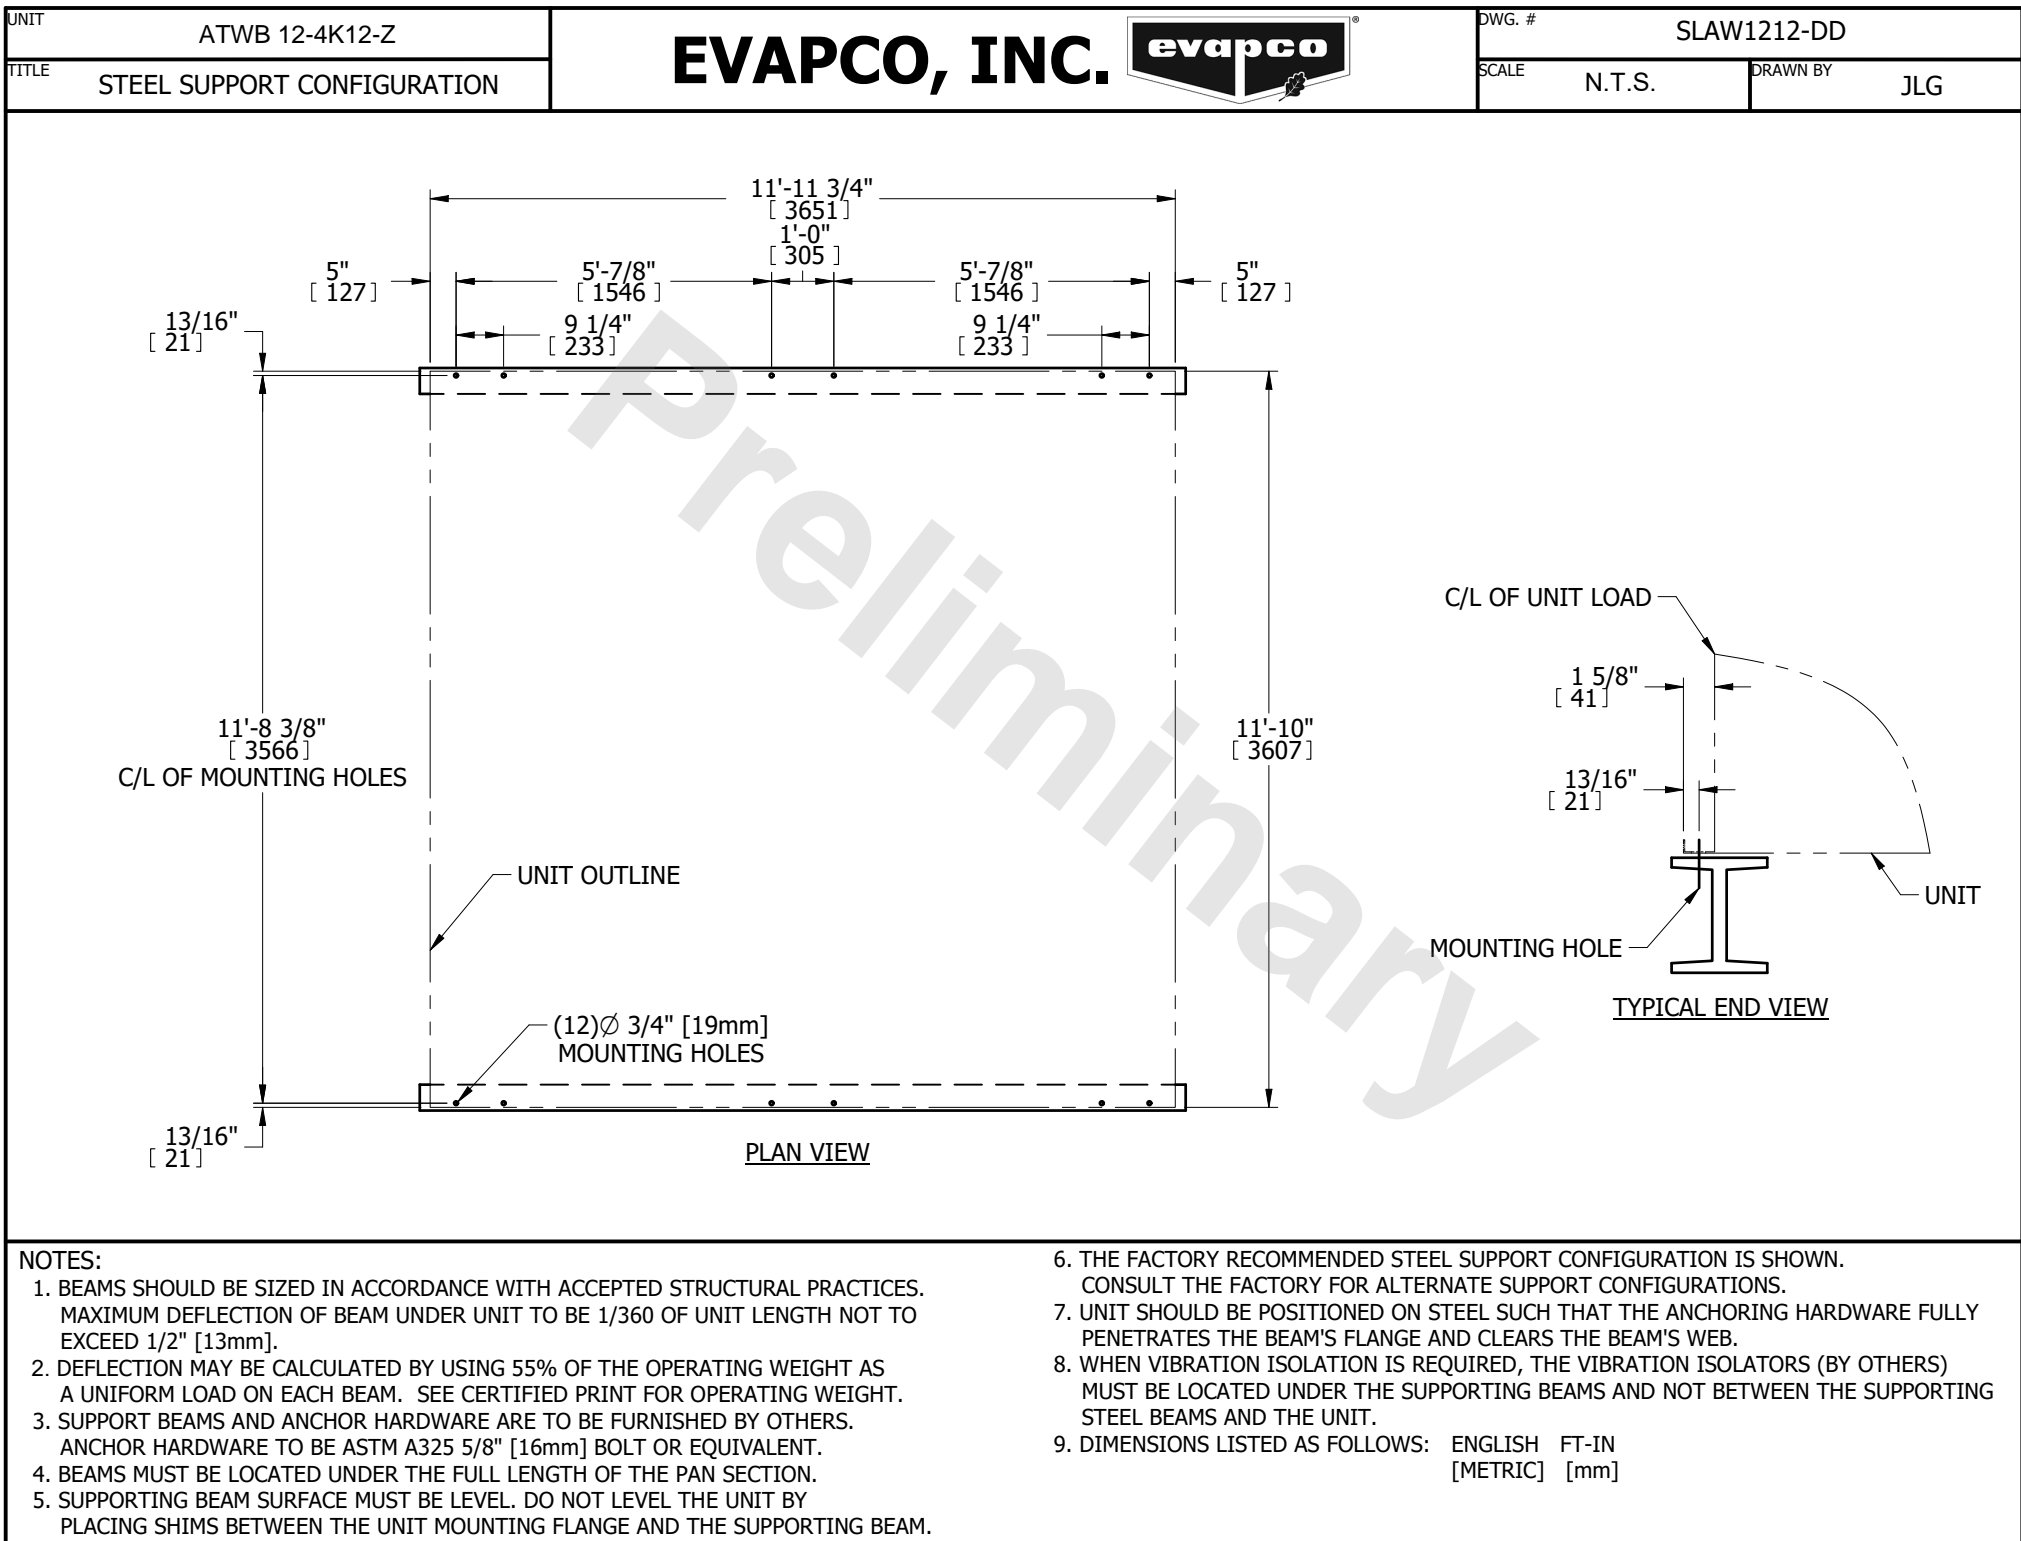 UNIT
ATWB 12-4K12-Z
TITLE
STEEL SUPPORT CONFIGURATION
EVAPCO, INC.
evapco
®
DWG. #
SLAW1212-DD
SCALE
N.T.S.
DRAWN BY
JLG
11'-11 3/4"
[ 3651]
1'-0"
[ 305 ]
5"
[ 127]
5'-7/8"
[ 1546 ]
5'-7/8"
[ 1546 ]
5"
[ 127 ]
13/16"
[ 21]
9 1/4"
[ 233]
9 1/4"
[ 233 ]
Preliminary
11'-8 3/8"
[ 3566]
C/L OF MOUNTING HOLES
11'-10"
[ 3607]
UNIT OUTLINE
(12)∅ 3/4" [19mm]
MOUNTING HOLES
13/16"
[ 21]
PLAN VIEW
C/L OF UNIT LOAD
1 5/8"
[ 41]
13/16"
[ 21]
UNIT
MOUNTING HOLE
TYPICAL END VIEW
NOTES:
1. BEAMS SHOULD BE SIZED IN ACCORDANCE WITH ACCEPTED STRUCTURAL PRACTICES.
MAXIMUM DEFLECTION OF BEAM UNDER UNIT TO BE 1/360 OF UNIT LENGTH NOT TO
EXCEED 1/2" [13mm].
2. DEFLECTION MAY BE CALCULATED BY USING 55% OF THE OPERATING WEIGHT AS
A UNIFORM LOAD ON EACH BEAM. SEE CERTIFIED PRINT FOR OPERATING WEIGHT.
3. SUPPORT BEAMS AND ANCHOR HARDWARE ARE TO BE FURNISHED BY OTHERS.
ANCHOR HARDWARE TO BE ASTM A325 5/8" [16mm] BOLT OR EQUIVALENT.
4. BEAMS MUST BE LOCATED UNDER THE FULL LENGTH OF THE PAN SECTION.
5. SUPPORTING BEAM SURFACE MUST BE LEVEL. DO NOT LEVEL THE UNIT BY
PLACING SHIMS BETWEEN THE UNIT MOUNTING FLANGE AND THE SUPPORTING BEAM.
6. THE FACTORY RECOMMENDED STEEL SUPPORT CONFIGURATION IS SHOWN.
CONSULT THE FACTORY FOR ALTERNATE SUPPORT CONFIGURATIONS.
7. UNIT SHOULD BE POSITIONED ON STEEL SUCH THAT THE ANCHORING HARDWARE FULLY
PENETRATES THE BEAM'S FLANGE AND CLEARS THE BEAM'S WEB.
8. WHEN VIBRATION ISOLATION IS REQUIRED, THE VIBRATION ISOLATORS (BY OTHERS)
MUST BE LOCATED UNDER THE SUPPORTING BEAMS AND NOT BETWEEN THE SUPPORTING
STEEL BEAMS AND THE UNIT.
9. DIMENSIONS LISTED AS FOLLOWS: ENGLISH FT-IN
[METRIC] [mm]